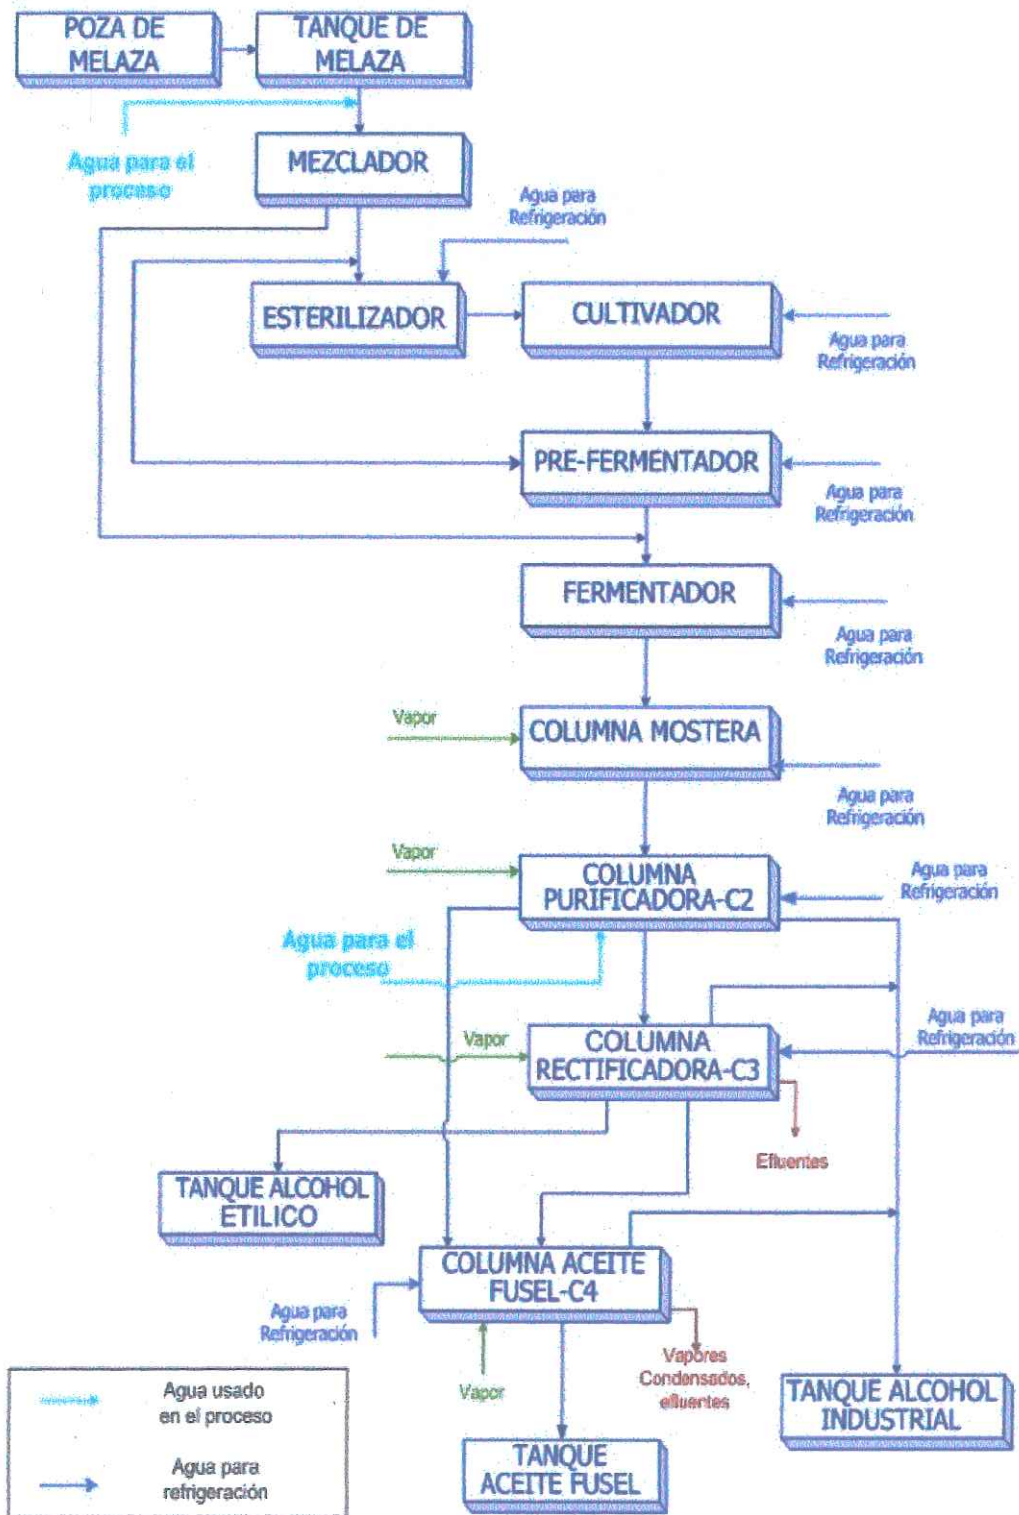 POZA DE
MELAZA
TANQUE DE
MELAZA
Agua para el
proceso
MEZCLADOR
Agua para
Refrigeración
ESTERILIZADOR
CULTIVADOR
Agua para
Refrigeración
PRE-FERMENTADOR
Agua para
Refrigeración
FERMENTADOR
Agua para
Refrigeración
Vapor
COLUMNA MOSTERA
Agua para
Refrigeración
Vapor
COLUMNA
PURIFICADORA-C2
Agua para
Refrigeración
Agua para el
proceso
Vapor
COLUMNA
RECTIFICADORA-C3
Agua para
Refrigeración
Efluentes
TANQUE ALCOHOL
ETILICO
COLUMNA ACEITE
FUSEL-C4
Agua para
Refrigeración
Vapor
Vapores
Condensados,
efluentes
TANQUE ALCOHOL
INDUSTRIAL
TANQUE
ACEITE FUSEL
Agua usado
en el proceso
Agua para
refrigeración